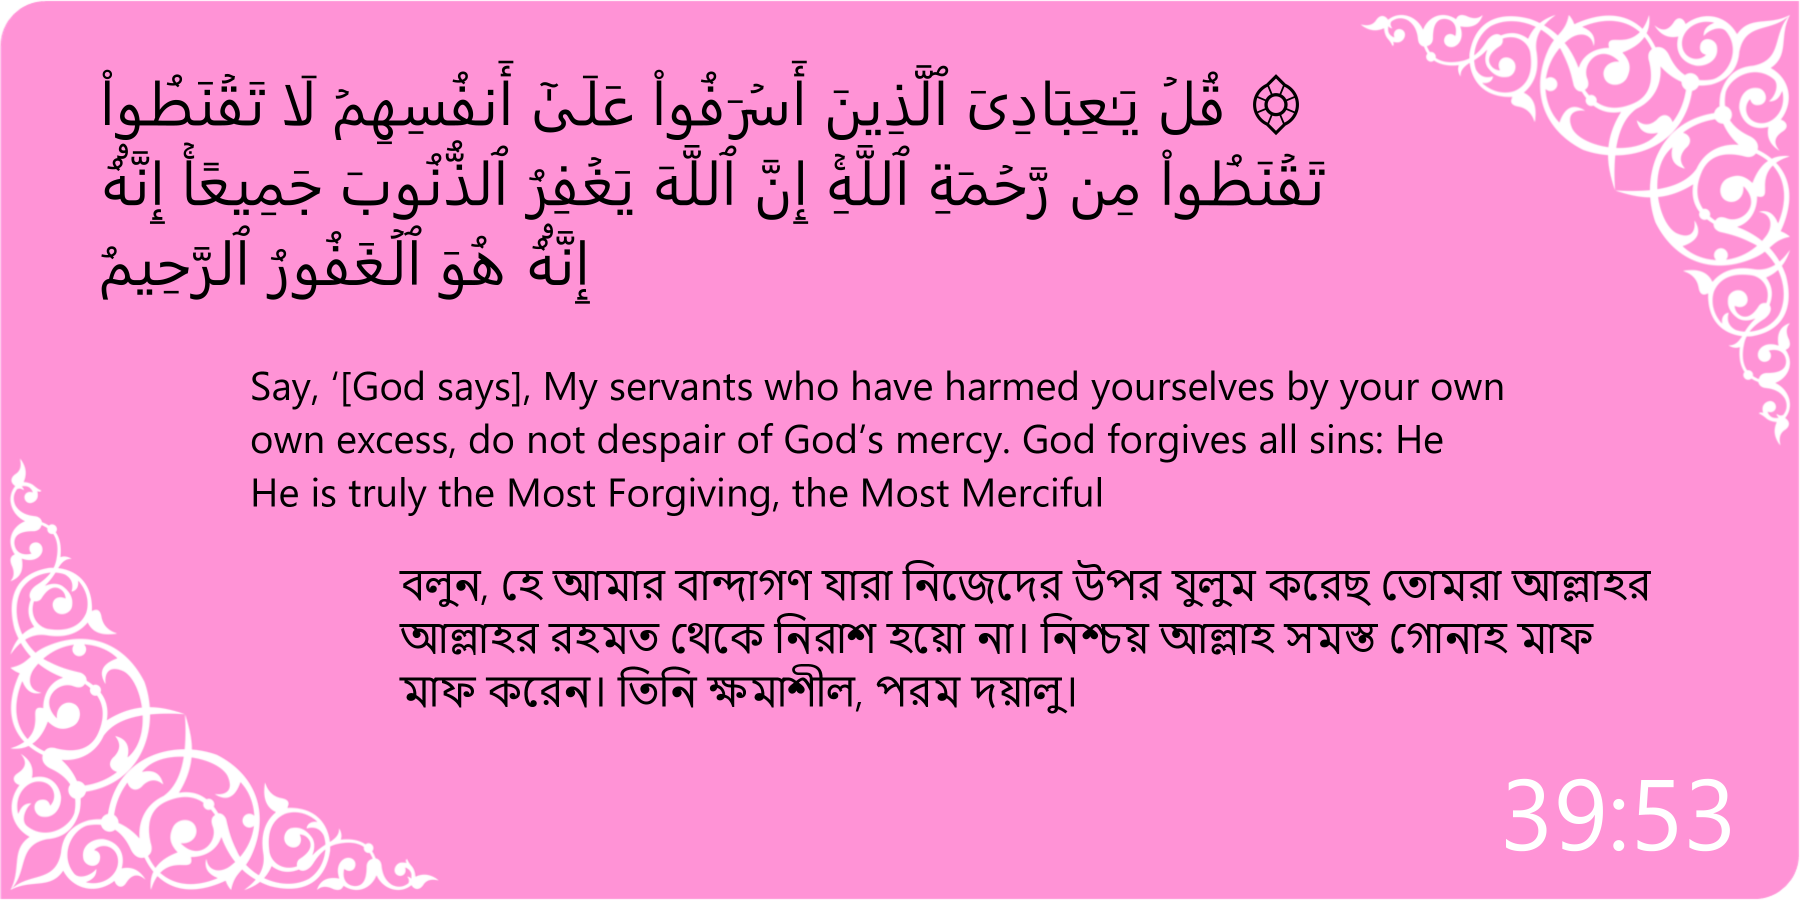 ۞ قُلۡ يَـٰعِبَادِىَ ٱلَّذِينَ أَسۡرَفُواْ عَلَىٰٓ أَنفُسِهِمۡ لَا تَقۡنَطُواْ
تَقۡنَطُواْ مِن رَّحۡمَةِ ٱللَّهِۚ إِنَّ ٱللَّهَ يَغۡفِرُ ٱلذُّنُوبَ جَمِيعًاۚ إِنَّهُۥ
إِنَّهُۥ هُوَ ٱلۡغَفُورُ ٱلرَّحِيمُ
Say, ‘[God says], My servants who have harmed yourselves by your own
own excess, do not despair of God’s mercy. God forgives all sins: He
He is truly the Most Forgiving, the Most Merciful
বলুন, হে আমার বান্দাগণ যারা নিজেদের উপর যুলুম করেছ তোমরা আল্লাহর
আল্লাহর রহমত থেকে নিরাশ হয়ো না। নিশ্চয় আল্লাহ সমস্ত গোনাহ মাফ
মাফ করেন। তিনি ক্ষমাশীল, পরম দয়ালু।
39:53